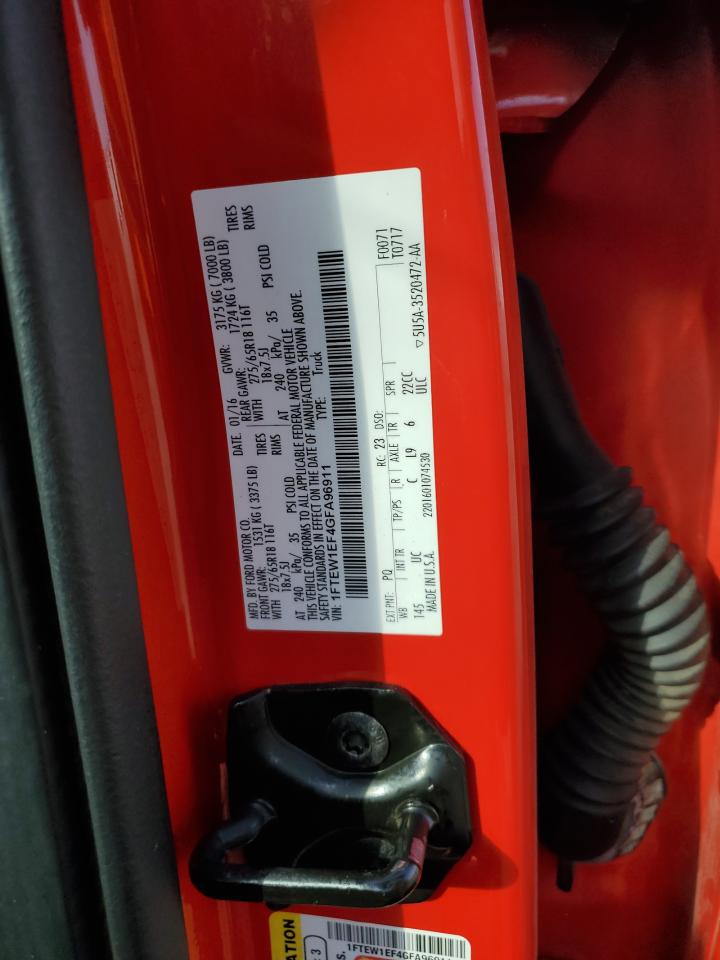 MFD. BY FORD MOTOR CO.
DATE: 01/16
GVWR: 3175 KG ( 7000 LB)
FRONT GAWR: 1531 KG ( 3375 LB)
REAR GAWR: 1724 KG ( 3800 LB)
WITH 275/65R18 116T TIRES
WITH 275/65R18 116T TIRES
18x7.5J RIMS
18x7.5J RIMS
AT 240 kPa/ 35 PSI COLD
AT 240 kPa/ 35 PSI COLD
THIS VEHICLE CONFORMS TO ALL APPLICABLE FEDERAL MOTOR VEHICLE
SAFETY STANDARDS IN EFFECT ON THE DATE OF MANUFACTURE SHOWN ABOVE.
VIN: 1FTEW1EF4GFA96911
TYPE: Truck
EXT PNT: PQ RC: 23 DSO: F0071
T0717
WB INT TR TP/PS R AXLE TR SPR
145 UC C L9 6 22CC
MADE IN U.S.A. 2201601074530 ULC
▽ 5U5A-3520472-AA
1FTEW1EF4GFA96911